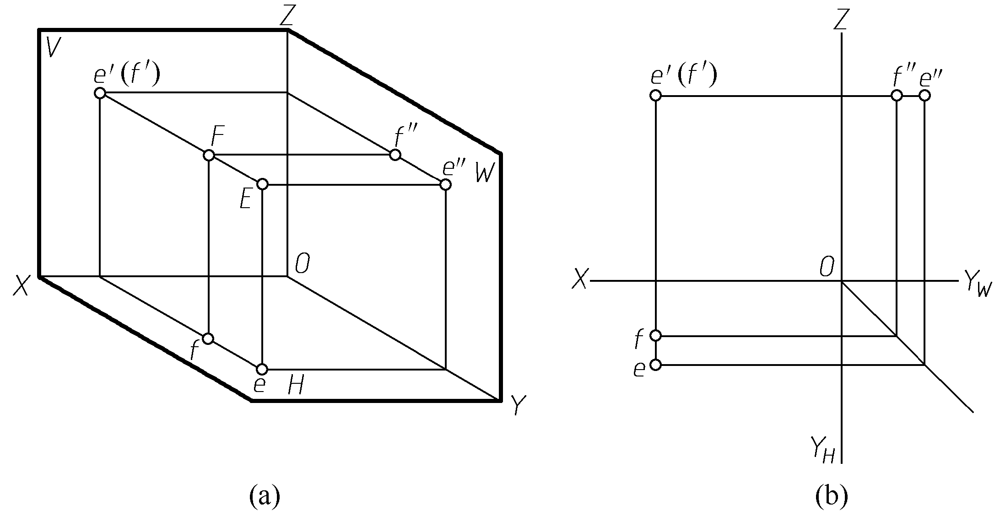 Z
V
e′ (f′)
F
f″
e″ W
E
O
X
f
e H
Y
(a)
Z
e′ (f′)
f″ e″
O
X
Y_W
f
e
Y_H
(b)